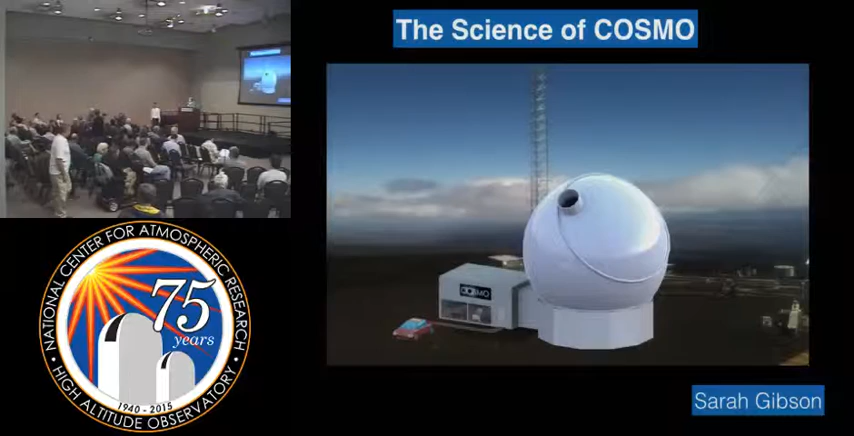 The Science of COSMO
COSMO
NATIONAL CENTER FOR ATMOSPHERIC RESEARCH
75
years
1940 - 2015
• HIGH ALTITUDE OBSERVATORY •
Sarah Gibson